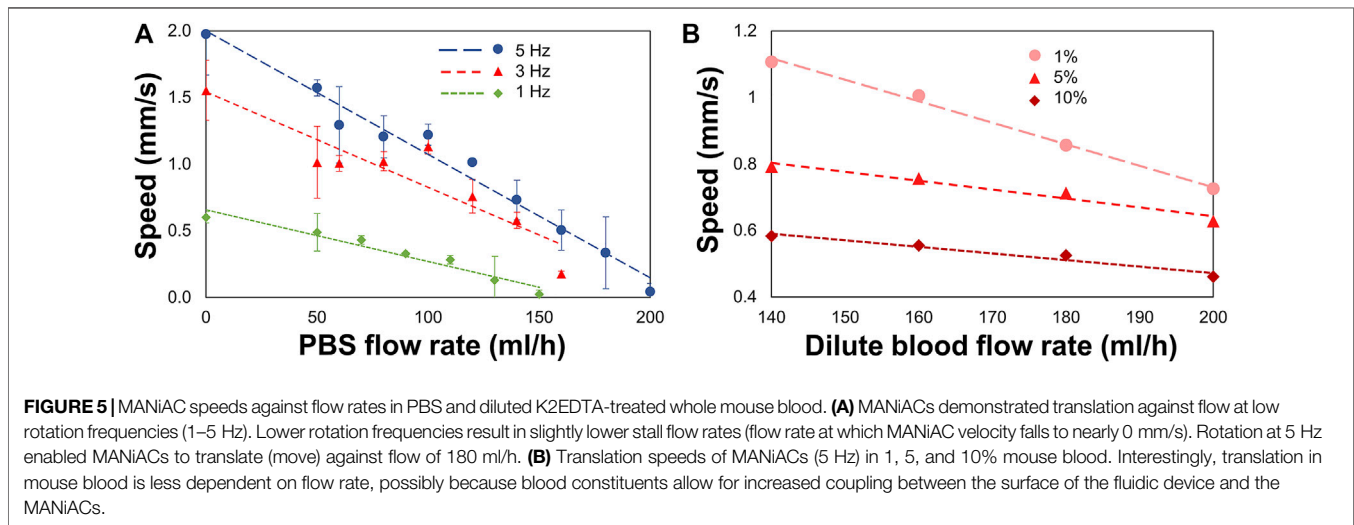 A
Speed (mm/s)
2.0
1.5
1.0
0.5
0.0
5 Hz
3 Hz
1 Hz
0
50
100
150
200
PBS flow rate (ml/h)
B
Speed (mm/s)
1.2
1
0.8
0.6
0.4
1%
5%
10%
140
150
160
170
180
190
200
Dilute blood flow rate (ml/h)
FIGURE 5 | MANiAC speeds against flow rates in PBS and diluted K2EDTA-treated whole mouse blood. (A) MANiACs demonstrated translation against flow at low
rotation frequencies (1–5 Hz). Lower rotation frequencies result in slightly lower stall flow rates (flow rate at which MANiAC velocity falls to nearly 0 mm/s). Rotation at 5 Hz
enabled MANiACs to translate (move) against flow of 180 ml/h. (B) Translation speeds of MANiACs (5 Hz) in 1, 5, and 10% mouse blood. Interestingly, translation in
mouse blood is less dependent on flow rate, possibly because blood constituents allow for increased coupling between the surface of the fluidic device and the
MANiACs.